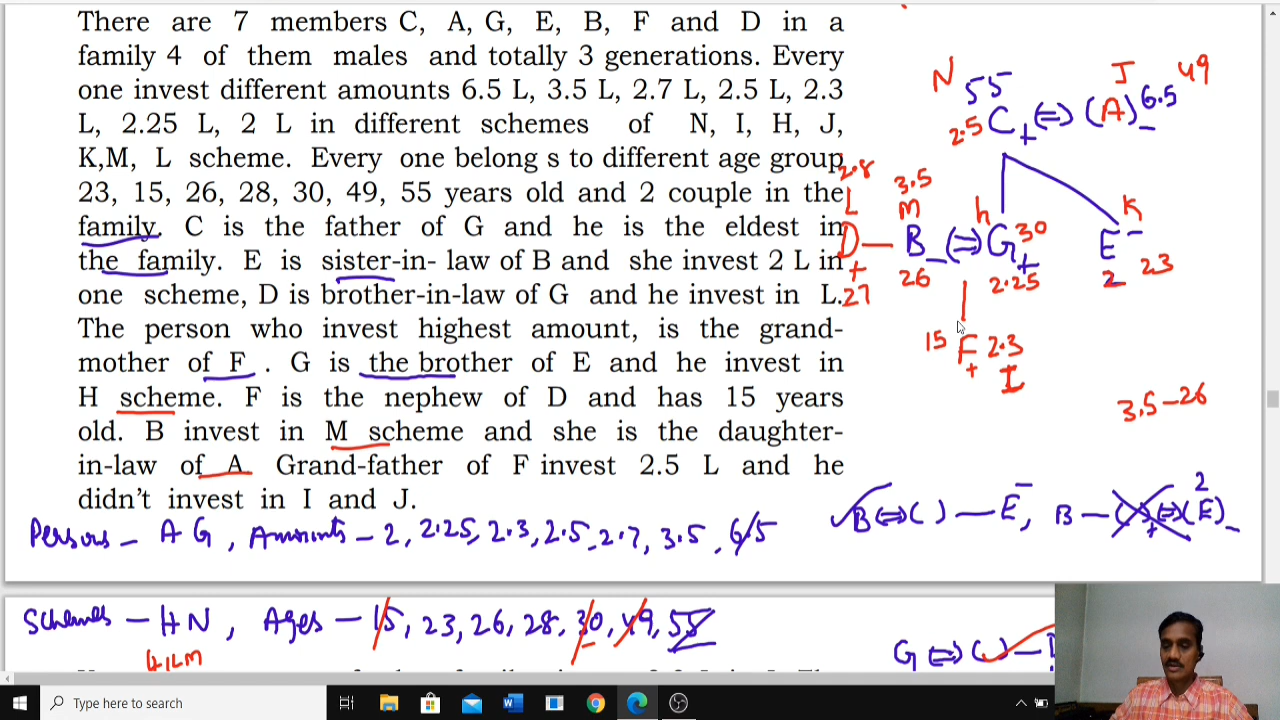 There are 7 members C, A, G, E, B, F and D in a
family 4 of them males and totally 3 generations. Every
one invest different amounts 6.5 L, 3.5 L, 2.7 L, 2.5 L, 2.3
L, 2.25 L, 2 L in different schemes of N, I, H, J,
K,M, L scheme. Every one belong s to different age group
23, 15, 26, 28, 30, 49, 55 years old and 2 couple in the
family. C is the father of G and he is the eldest in
the family. E is sister-in- law of B and she invest 2 L in
one scheme, D is brother-in-law of G and he invest in L.
The person who invest highest amount, is the grand-
mother of F . G is the brother of E and he invest in
H scheme. F is the nephew of D and has 15 years
old. B invest in M scheme and she is the daughter-
in-law of A Grand-father of F invest 2.5 L and he
didn't invest in I and J.
N 55 J 49
2.5 C + (=) (A) 6.5 -
2.8 3.5
L M h K
D — B - (=) G 30 E -
+ 26 + 2.25 2 23
27
15 F 2.3
+ I
3.5-26
Persons - A G, Amounts - 2, 2.25, 2.3, 2.5, 2.7, 3.5, 6.5
B (=) ( ) — E -, B — ( ) + (=) (E) - 2
Schemes - H N, Ages - 15, 23, 26, 28, 30, 49, 55
G (=) ( ) —
Type here to search